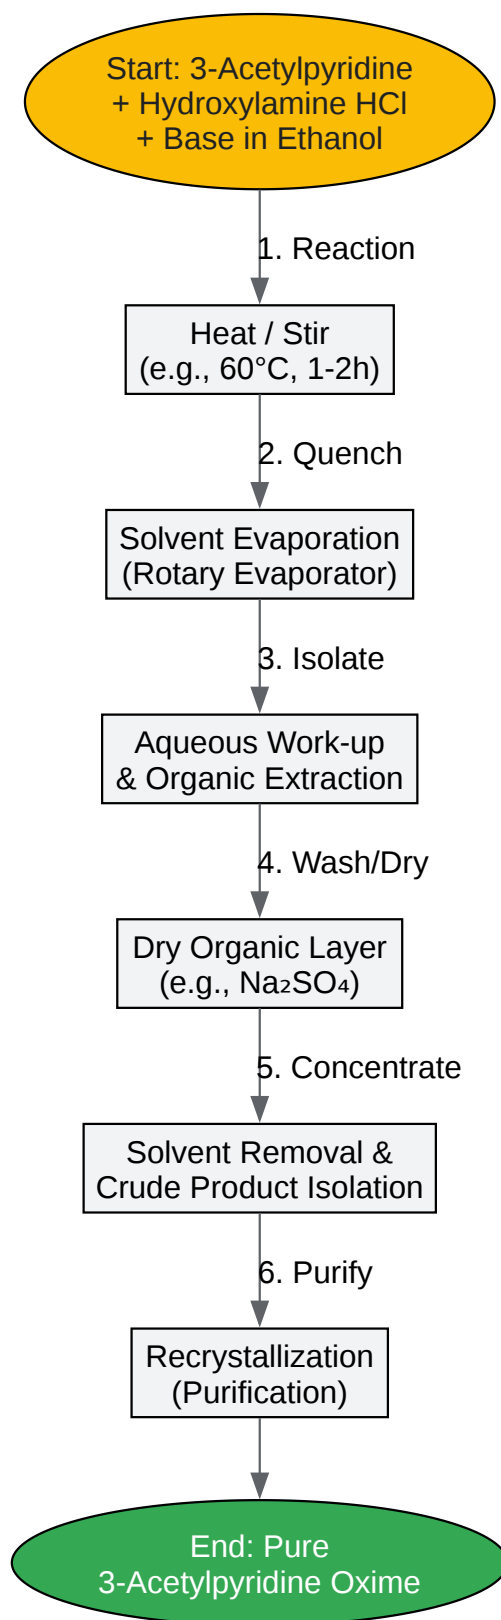 Start: 3-Acetylpyridine
+ Hydroxylamine HCl
+ Base in Ethanol
1. Reaction
Heat / Stir
(e.g., 60°C, 1-2h)
2. Quench
Solvent Evaporation
(Rotary Evaporator)
3. Isolate
Aqueous Work-up
& Organic Extraction
4. Wash/Dry
Dry Organic Layer
(e.g., Na₂SO₄)
5. Concentrate
Solvent Removal &
Crude Product Isolation
6. Purify
Recrystallization
(Purification)
End: Pure
3-Acetylpyridine Oxime